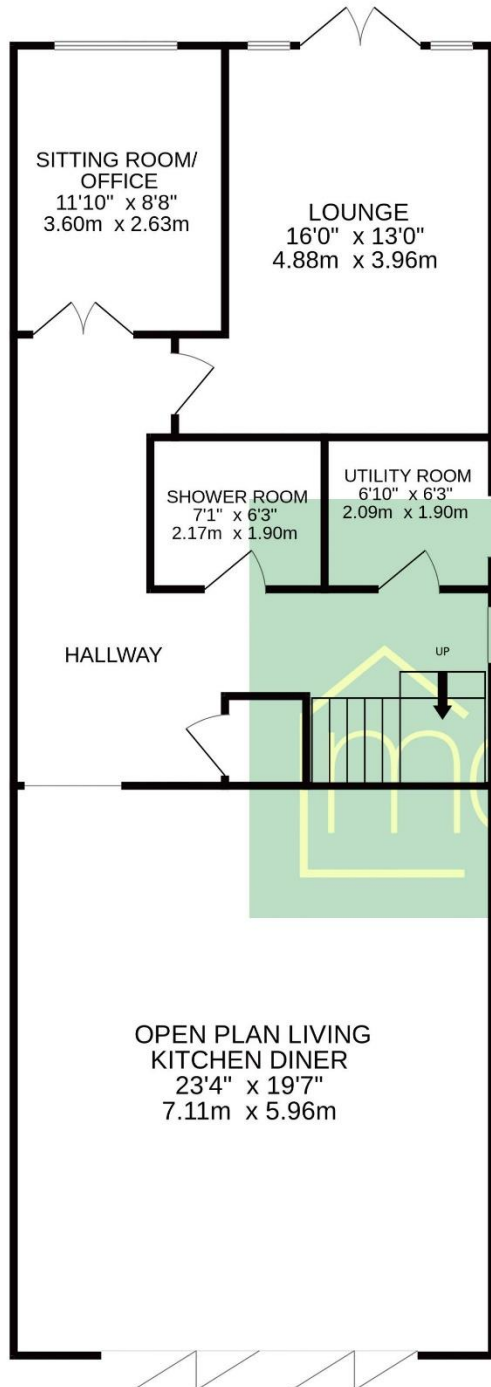 SITTING ROOM/
OFFICE
11'10" x 8'8"
3.60m x 2.63m
LOUNGE
16'0" x 13'0"
4.88m x 3.96m
SHOWER ROOM
7'1" x 6'3"
2.17m x 1.90m
UTILITY ROOM
6'10" x 6'3"
2.09m x 1.90m
HALLWAY
UP
OPEN PLAN LIVING
KITCHEN DINER
23'4" x 19'7"
7.11m x 5.96m